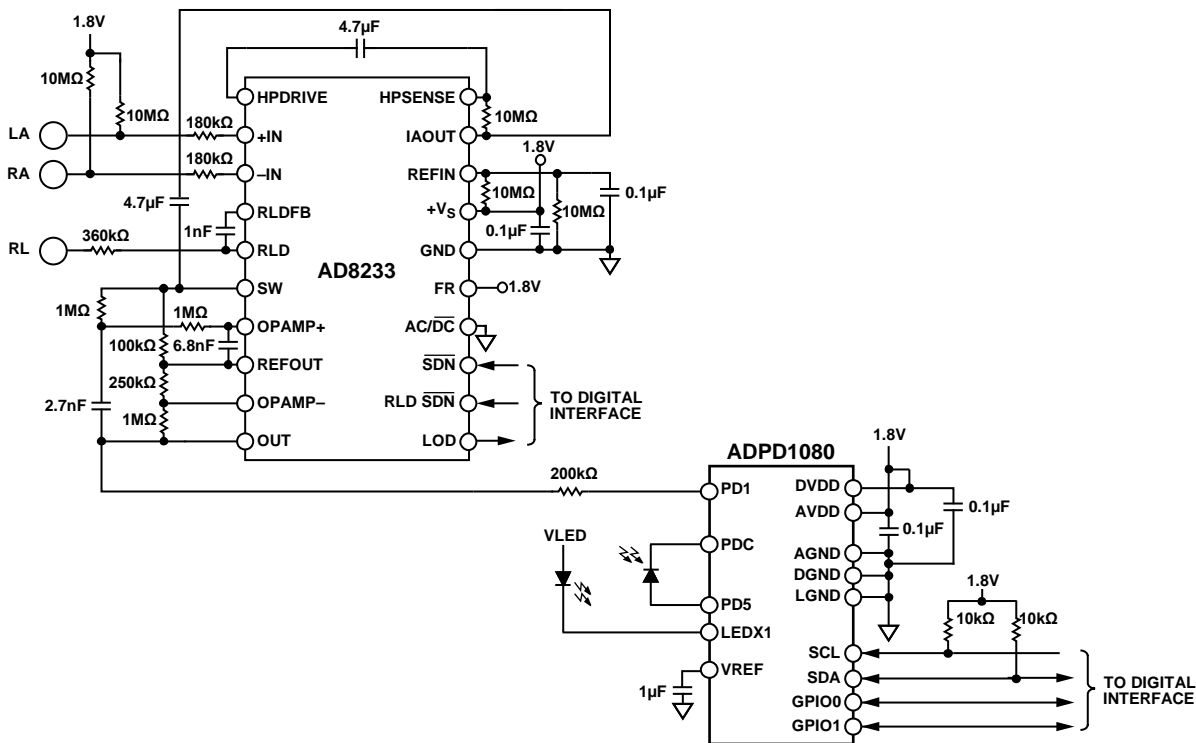 1.8V
4.7µF
10MΩ
10MΩ
HPDRIVE
HPSENSE
10MΩ
LA
180kΩ
+IN
IAOUT
1.8V
RA
180kΩ
–IN
REFIN
10MΩ
0.1µF
4.7µF
RLDFB
+VS
10MΩ
1nF
0.1µF
RL
360kΩ
RLD
GND
AD8233
SW
FR
1.8V
1MΩ
1MΩ
OPAMP+
AC/D̅C̅
100kΩ
6.8nF
REFOUT
S̅D̅N̅
250kΩ
TO DIGITAL
INTERFACE
2.7nF
OPAMP–
RLD S̅D̅N̅
1MΩ
OUT
LOD
1.8V
ADPD1080
200kΩ
PD1
DVDD
0.1µF
AVDD
0.1µF
VLED
PDC
AGND
DGND
PD5
LGND
1.8V
LEDX1
10kΩ
10kΩ
SCL
VREF
SDA
TO DIGITAL
INTERFACE
1µF
GPIO0
GPIO1